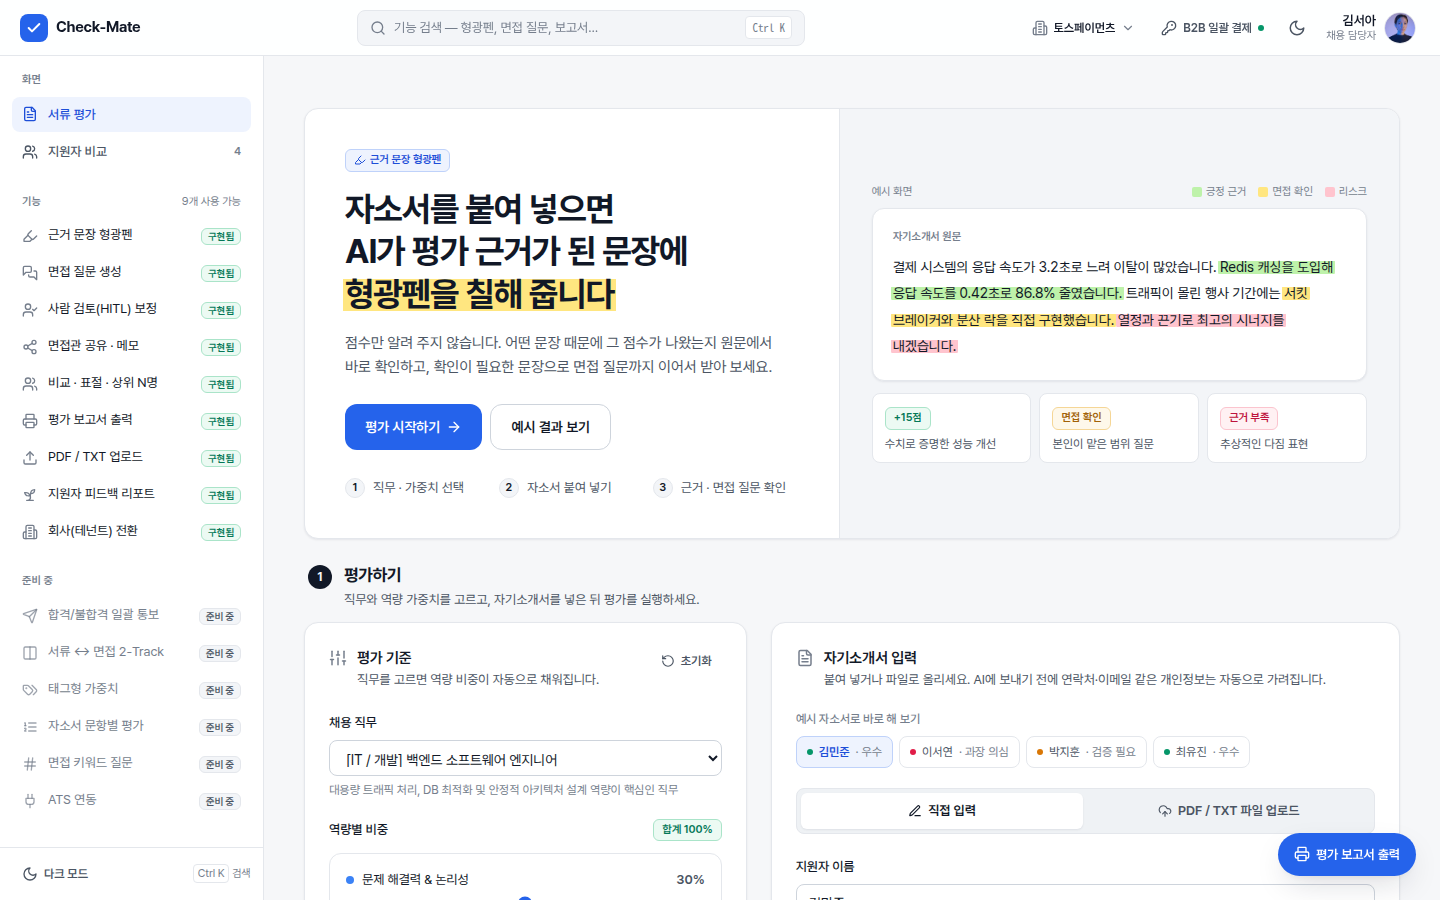 Check-Mate
기능 검색 — 형광펜, 면접 질문, 보고서...
Ctrl K
토스페이먼츠
B2B 일괄 결제
김서아
채용 담당자
화면
서류 평가
지원자 비교 4
기능 9개 사용 가능
근거 문장 형광펜 구현됨
면접 질문 생성 구현됨
사람 검토(HITL) 보정 구현됨
면접관 공유 · 메모 구현됨
비교 · 표절 · 상위 N명 구현됨
평가 보고서 출력 구현됨
PDF / TXT 업로드 구현됨
지원자 피드백 리포트 구현됨
회사(테넌트) 전환 구현됨
준비 중
합격/불합격 일괄 통보 준비 중
서류 ↔ 면접 2-Track 준비 중
태그형 가중치 준비 중
자소서 문항별 평가 준비 중
면접 키워드 질문 준비 중
ATS 연동 준비 중
다크 모드 Ctrl K 검색
근거 문장 형광펜
자소서를 붙여 넣으면
AI가 평가 근거가 된 문장에
형광펜을 칠해 줍니다
점수만 알려 주지 않습니다. 어떤 문장 때문에 그 점수가 나왔는지 원문에서
바로 확인하고, 확인이 필요한 문장으로 면접 질문까지 이어서 받아 보세요.
평가 시작하기 →
예시 결과 보기
1 직무 · 가중치 선택
2 자소서 붙여 넣기
3 근거 · 면접 질문 확인
예시 화면
긍정 근거 면접 확인 리스크
자기소개서 원문
결제 시스템의 응답 속도가 3.2초로 느려 이탈이 많았습니다. Redis 캐싱을 도입해
응답 속도를 0.42초로 86.8% 줄였습니다. 트래픽이 몰린 행사 기간에는 서킷
브레이커와 분산 락을 직접 구현했습니다. 열정과 끈기로 최고의 시너지를
내겠습니다.
+15점
수치로 증명한 성능 개선
면접 확인
본인이 맡은 범위 질문
근거 부족
추상적인 다짐 표현
1 평가하기
직무와 역량 가중치를 고르고, 자기소개서를 넣은 뒤 평가를 실행하세요.
평가 기준
직무를 고르면 역량 비중이 자동으로 채워집니다.
초기화
채용 직무
[IT / 개발] 백엔드 소프트웨어 엔지니어
대용량 트래픽 처리, DB 최적화 및 안정적 아키텍처 설계 역량이 핵심인 직무
역량별 비중 합계 100%
문제 해결력 & 논리성 30%
자기소개서 입력
붙여 넣거나 파일로 올리세요. AI에 보내기 전에 연락처·이메일 같은 개인정보는 자동으로 가려집니다.
예시 자소서로 바로 해 보기
김민준 · 우수
이서연 · 과장 의심
박지훈 · 검증 필요
최유진 · 우수
직접 입력
PDF / TXT 파일 업로드
지원자 이름
평가 보고서 출력